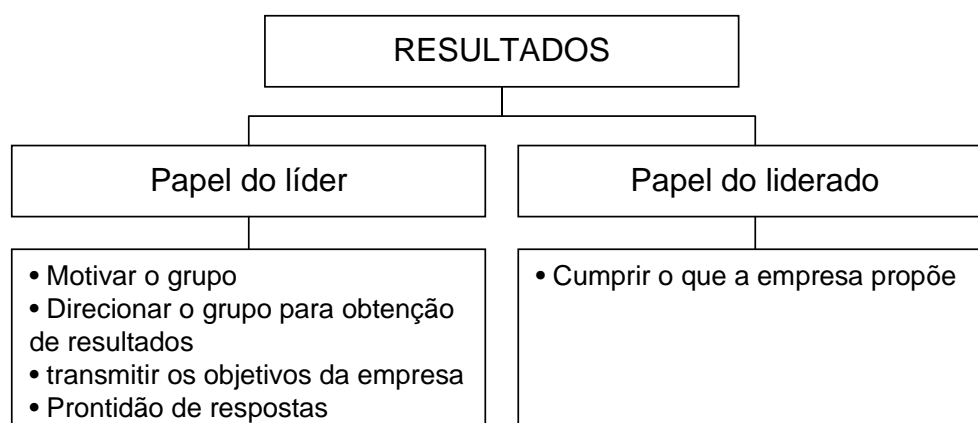 RESULTADOS
Papel do líder
Papel do liderado
• Motivar o grupo
• Direcionar o grupo para obtenção
de resultados
• transmitir os objetivos da empresa
• Prontidão de respostas
• Cumprir o que a empresa propõe